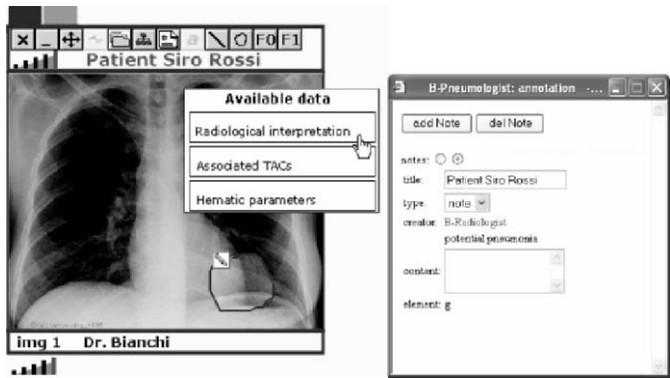 a
F0 F1
Patient Siro Rossi
Available data
Radiological interpretation
Associated TACs
Hematic parameters
img 1 Dr. Bianchi
B-Pneumologist: annotation -...
add Note
del Note
notes:
title: Patient Siro Rossi
type: note
creator: B-Radiologist
potential pneumonia
content:
element: g